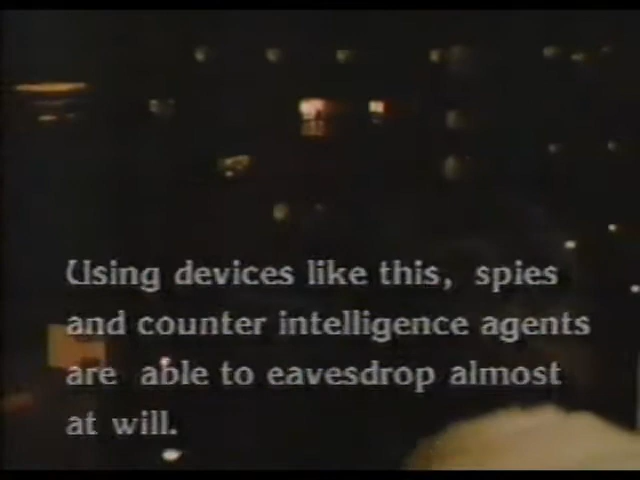 Using devices like this, spies
and counter intelligence agents
are able to eavesdrop almost
at will.